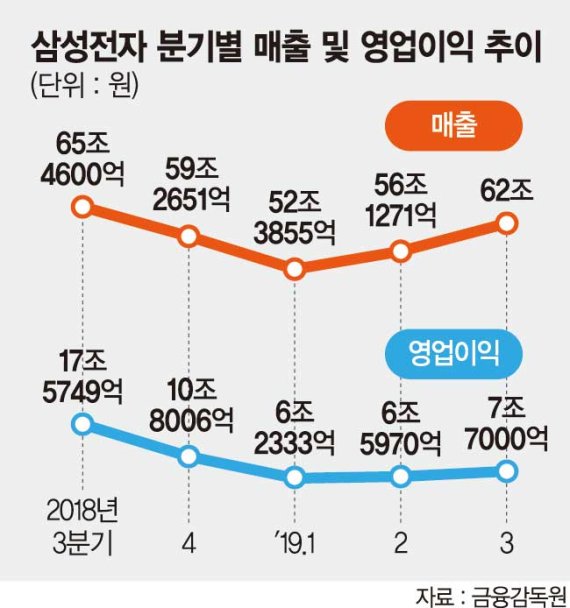 삼성전자 분기별 매출 및 영업이익 추이
(단위 : 원)
매출
65조
4600억
59조
2651억
52조
3855억
56조
1271억
62조
영업이익
17조
5749억
10조
8006억
6조
2333억
6조
5970억
7조
7000억
2018년
3분기
4
'19.1
2
3
자료 : 금융감독원